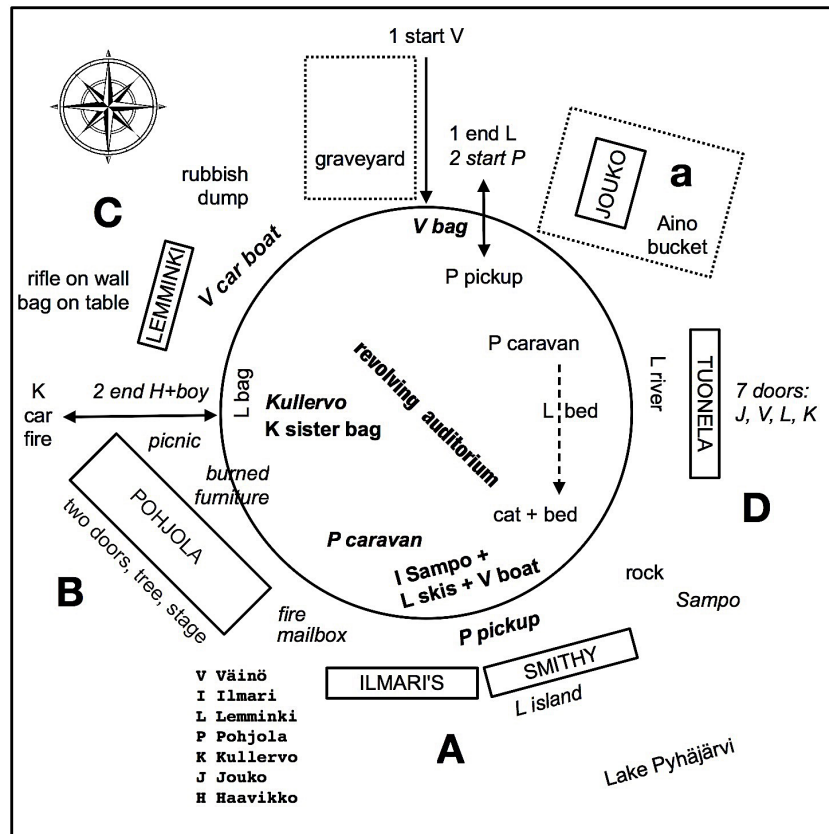 1 start V
graveyard
1 end L
2 start P
JOUKO
a
Aino
bucket
rubbish
dump
C
V bag
V car boat
P pickup
LEMMINKI
rifle on wall
bag on table
P caravan
revolving auditorium
L river
TUONELA
7 doors:
J, V, L, K
K
car
fire
2 end H+boy
L bag
Kullervo
K sister bag
L bed
picnic
burned
furniture
POHJOLA
two doors, tree, stage
cat + bed
D
P caravan
I Sampo +
L skis + V boat
B
rock
Sampo
fire
mailbox
P pickup
ILMARI'S
SMITHY
L island
A
Lake Pyhäjärvi
V Väinö
I Ilmari
L Lemminki
P Pohjola
K Kullervo
J Jouko
H Haavikko